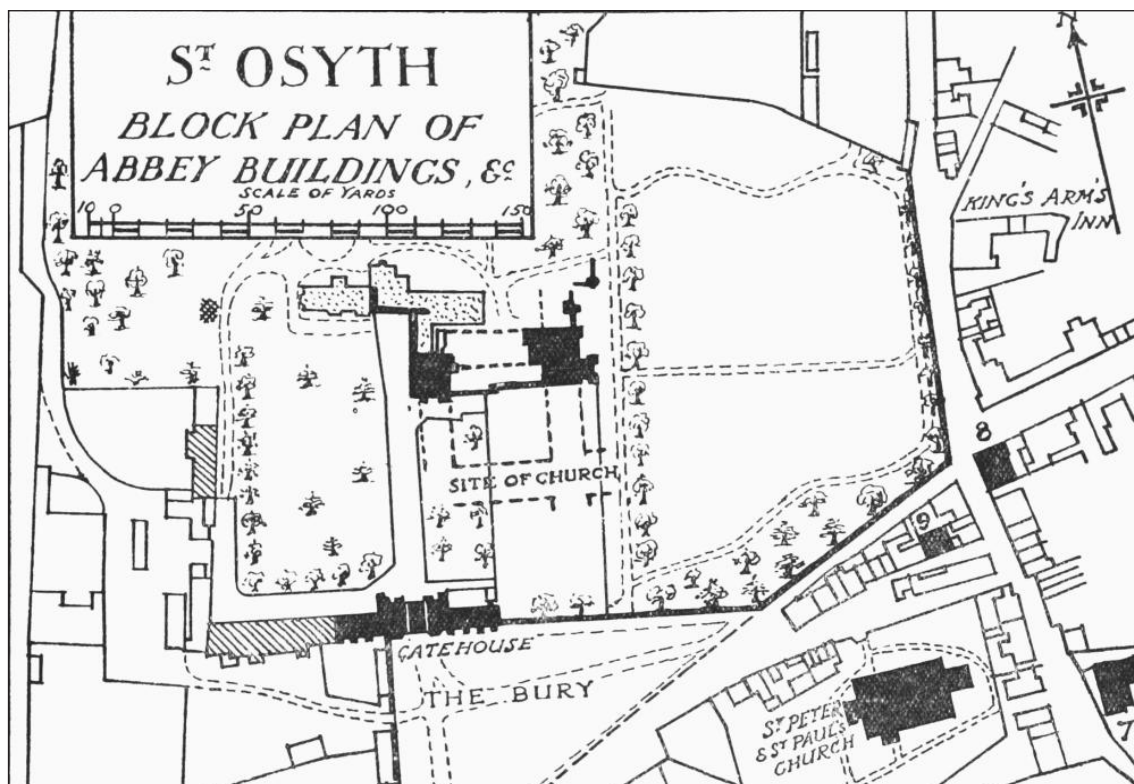 ST OSYTH
BLOCK PLAN OF
ABBEY BUILDINGS, &c
SCALE OF YARDS
10 0 50 100 150
N
KING'S ARM'S
INN
8
SITE OF CHURCH
9
GATEHOUSE
THE BURY
ST PETER
& ST PAUL'S
CHURCH
7